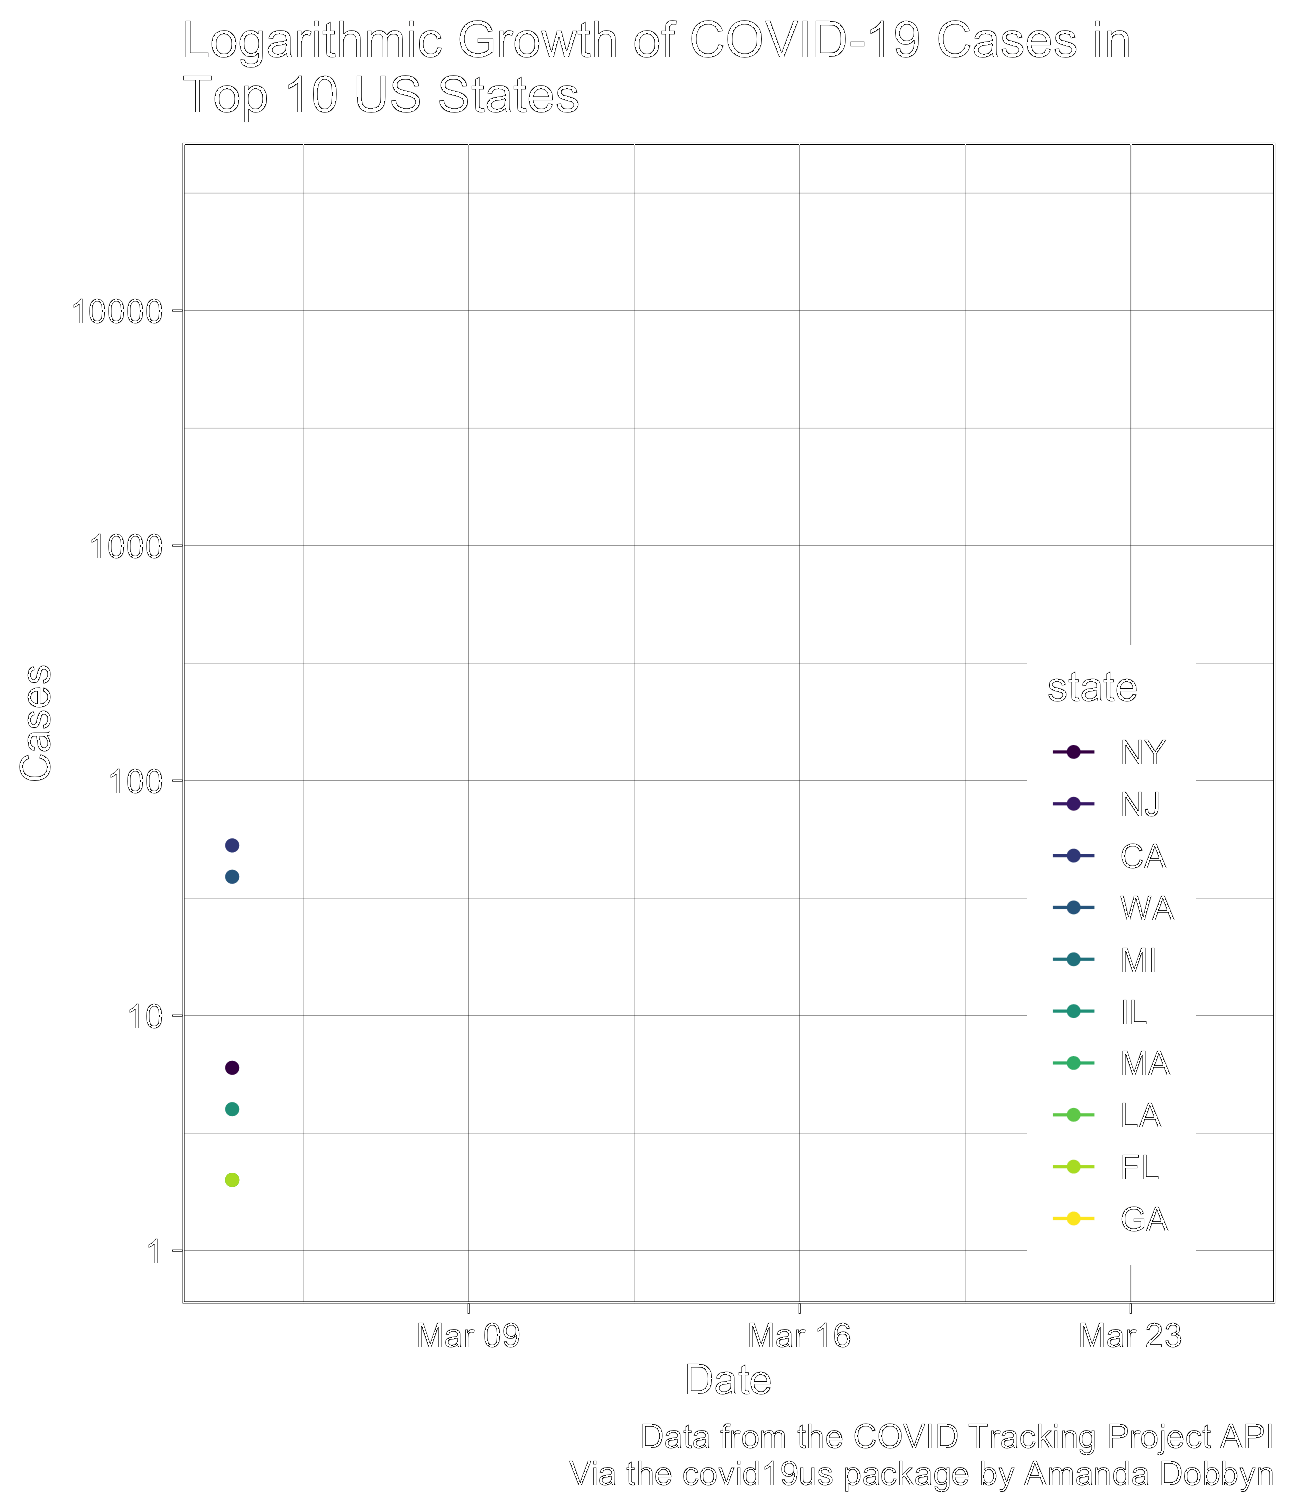 Logarithmic Growth of COVID-19 Cases in
Top 10 US States
10000
1000
100
10
1
Cases
state
NY
NJ
CA
WA
MI
IL
MA
LA
FL
GA
Mar 09
Mar 16
Mar 23
Date
Data from the COVID Tracking Project API
Via the covid19us package by Amanda Dobbyn